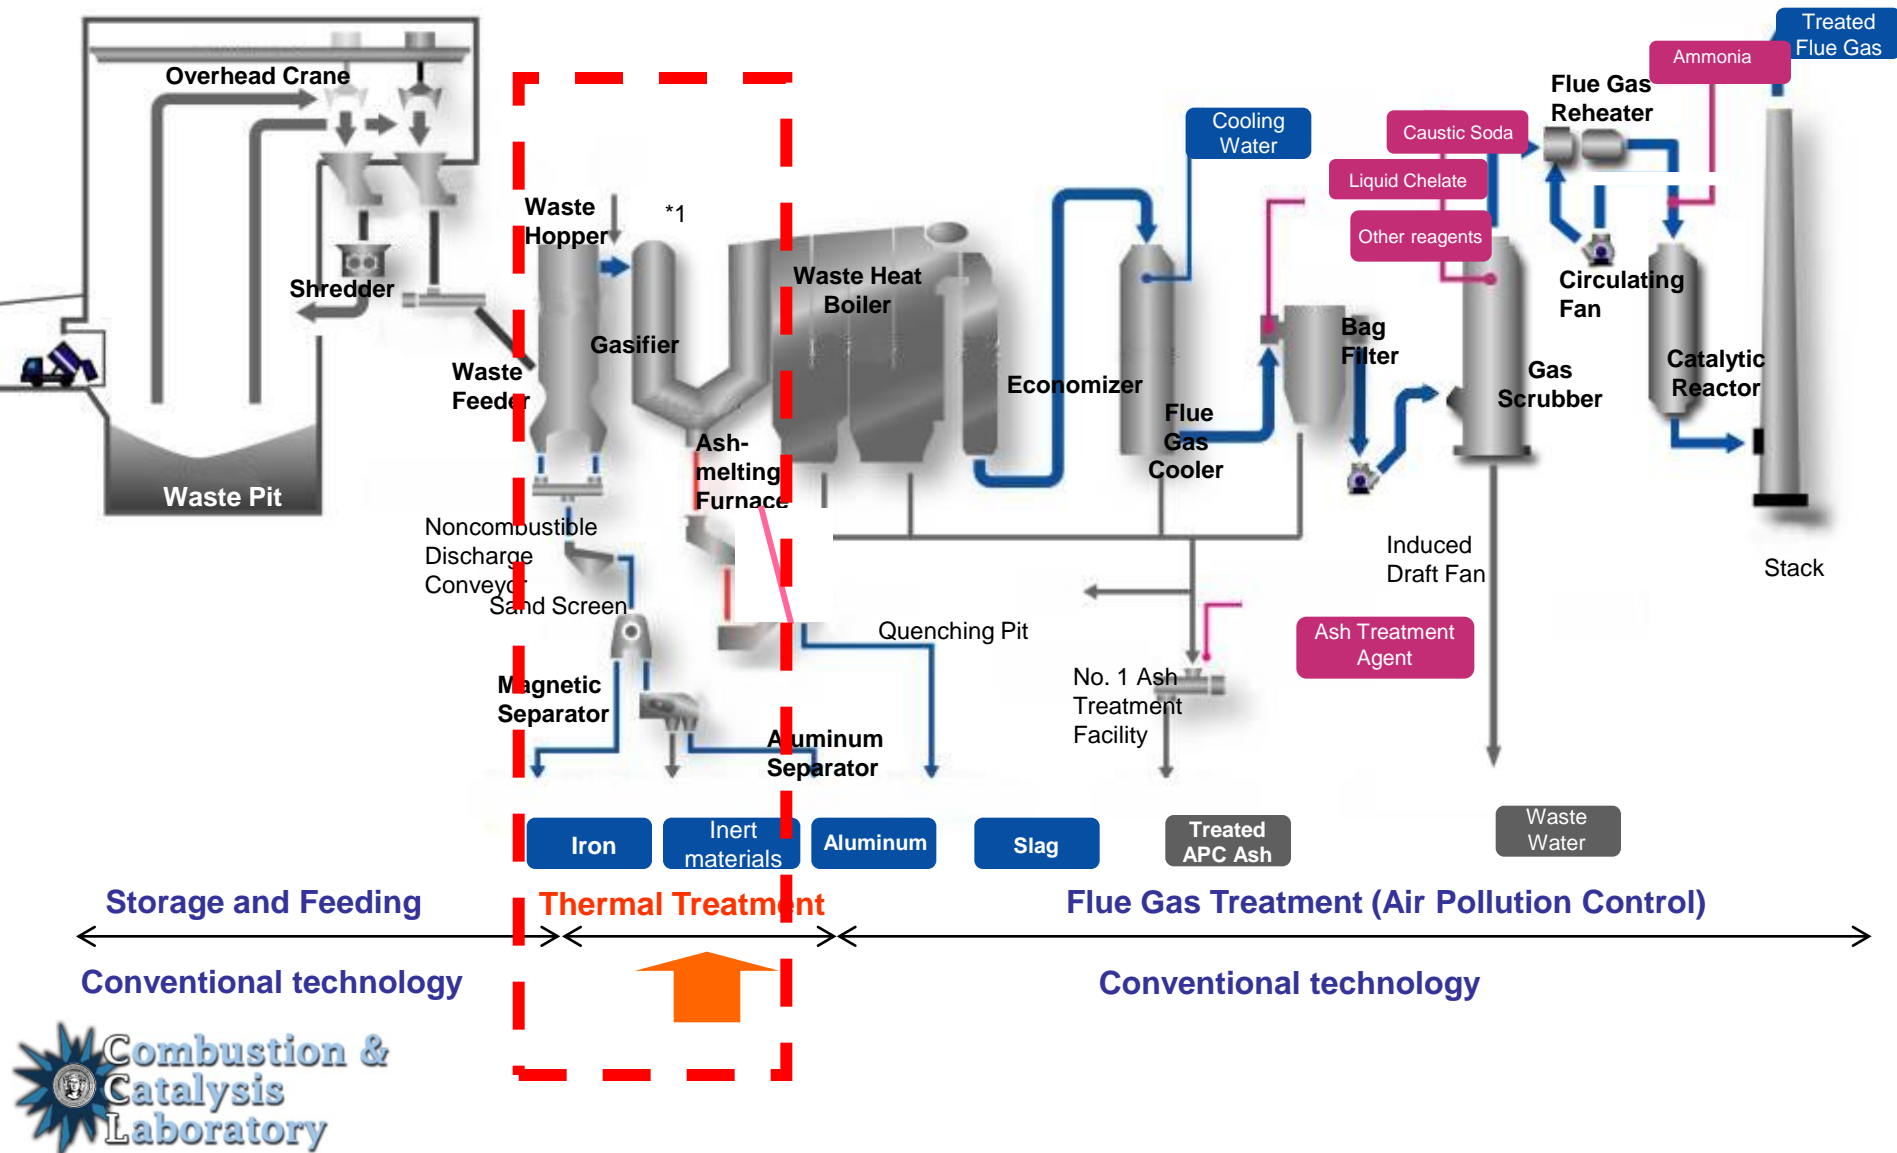 Treated
Flue Gas
Ammonia
Overhead Crane
Flue Gas
Reheater
Cooling
Water
Caustic Soda
Liquid Chelate
Other reagents
Waste
Hopper
*1
Shredder
Waste Heat
Boiler
Circulating
Fan
Gasifier
Bag
Filter
Waste
Feeder
Economizer
Gas
Scrubber
Catalytic
Reactor
Flue
Gas
Cooler
Ash-
melting
Furnace
Waste Pit
Noncombustible
Discharge
Conveyor
Sand Screen
Induced
Draft Fan
Stack
Quenching Pit
Ash Treatment
Agent
Magnetic
Separator
No. 1 Ash
Treatment
Facility
Aluminum
Separator
Iron
Inert
materials
Aluminum
Slag
Treated
APC Ash
Waste
Water
Storage and Feeding
Thermal Treatment
Flue Gas Treatment (Air Pollution Control)
Conventional technology
Conventional technology
Combustion &
Catalysis
Laboratory